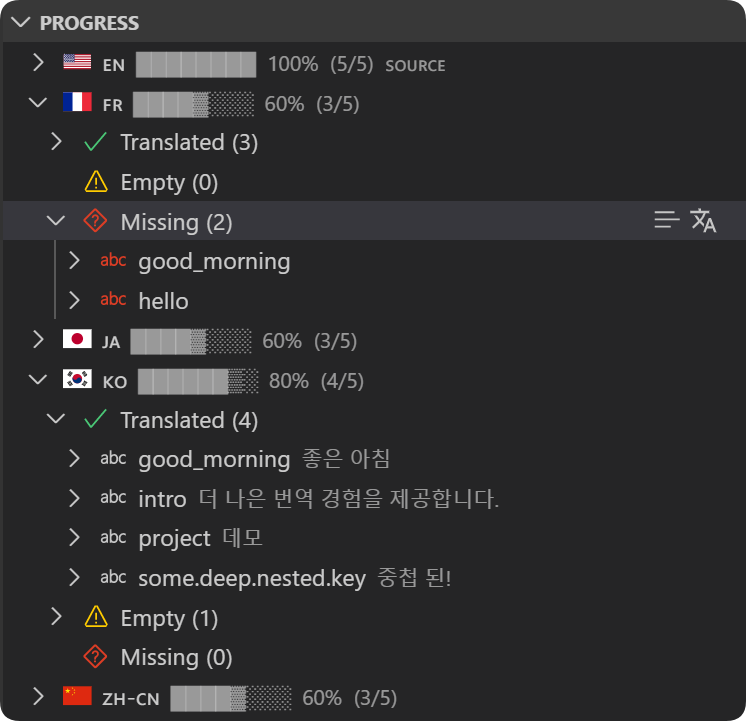 PROGRESS
EN 100% (5/5) SOURCE
FR 60% (3/5)
Translated (3)
Empty (0)
Missing (2)
abc good_morning
abc hello
JA 60% (3/5)
KO 80% (4/5)
Translated (4)
abc good_morning 좋은 아침
abc intro 더 나은 번역 경험을 제공합니다.
abc project 데모
abc some.deep.nested.key 중첩 된!
Empty (1)
Missing (0)
ZH-CN 60% (3/5)